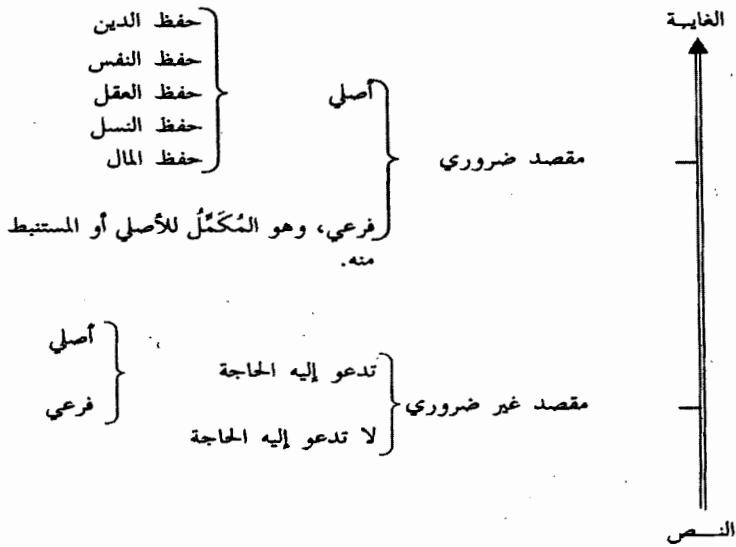 الغايـة
حفظ الدين
حفظ النفس
حفظ العقل
حفظ النسل
حفظ المال
أصلي
مقصد ضروري
فرعي، وهو المُكَمِّلُ للأصلي أو المستنبط
منه.
أصلي
تدعو إليه الحاجة
فرعي
مقصد غير ضروري
لا تدعو إليه الحاجة
النــص